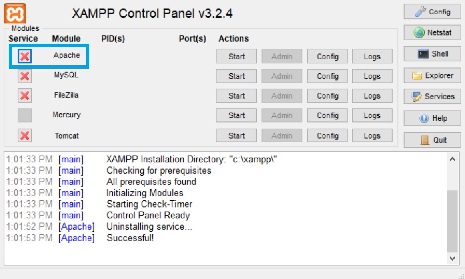 XAMPP Control Panel v3.2.4
Modules
Service Module PID(s) Port(s) Actions
Apache Start Admin Config Logs
MySQL Start Admin Config Logs
FileZilla Start Admin Config Logs
Mercury Start Admin Config Logs
Tomcat Start Admin Config Logs
Config
Netstat
Shell
Explorer
Services
Help
Quit
1:01:33 PM [main] XAMPP Installation Directory: "c:\xampp\"
1:01:33 PM [main] Checking for prerequisites
1:01:33 PM [main] All prerequisites found
1:01:33 PM [main] Initializing Modules
1:01:33 PM [main] Starting Check-Timer
1:01:33 PM [main] Control Panel Ready
1:01:52 PM [Apache] Uninstalling service...
1:01:53 PM [Apache] Successful!